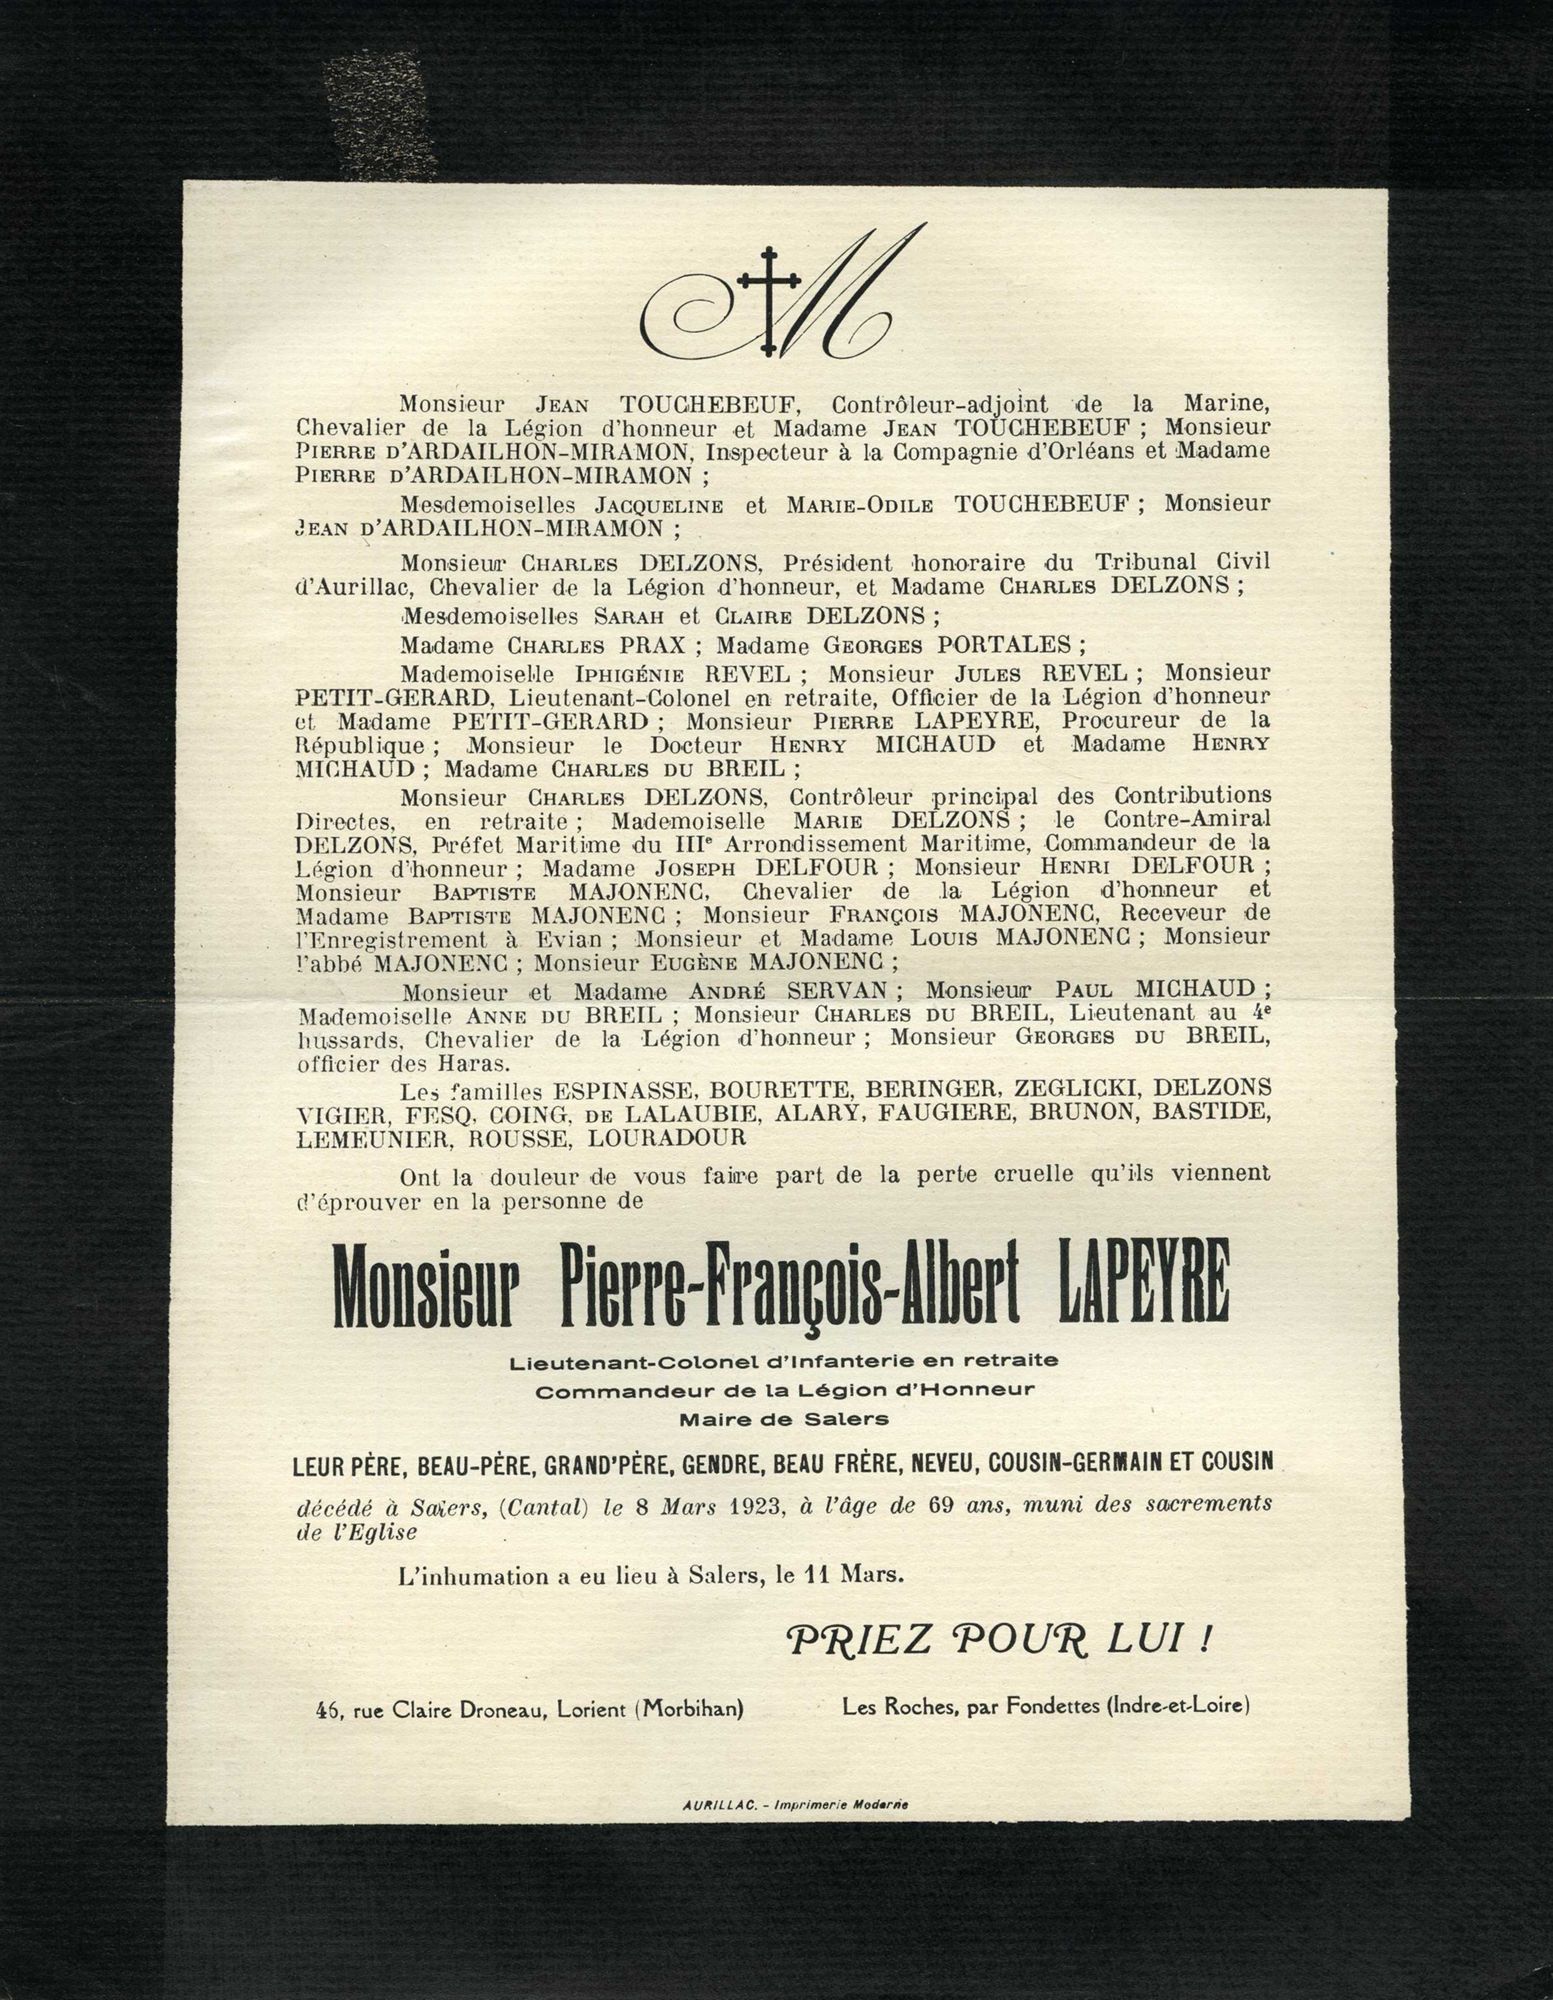 M
Monsieur JEAN TOUCHEBEUF, Contrôleur-adjoint de la Marine,
Chevalier de la Légion d'honneur et Madame JEAN TOUCHEBEUF ; Monsieur
PIERRE D'ARDAILHON-MIRAMON, Inspecteur à la Compagnie d'Orléans et Madame
PIERRE D'ARDAILHON-MIRAMON ;
Mesdemoiselles JACQUELINE et MARIE-ODILE TOUCHEBEUF ; Monsieur
JEAN D'ARDAILHON-MIRAMON ;
Monsieur CHARLES DELZONS, Président honoraire du Tribunal Civil
d'Aurillac, Chevalier de la Légion d'honneur, et Madame CHARLES DELZONS ;
Mesdemoiselles SARAH et CLAIRE DELZONS ;
Madame CHARLES PRAX ; Madame GEORGES PORTALES ;
Mademoiselle IPHIGÉNIE REVEL ; Monsieur JULES REVEL ; Monsieur
PETIT-GERARD, Lieutenant-Colonel en retraite, Officier de la Légion d'honneur
et Madame PETIT-GERARD ; Monsieur PIERRE LAPEYRE, Procureur de la
République ; Monsieur le Docteur HENRY MICHAUD et Madame HENRY
MICHAUD ; Madame CHARLES DU BREIL ;
Monsieur CHARLES DELZONS, Contrôleur principal des Contributions
Directes, en retraite ; Mademoiselle MARIE DELZONS ; le Contre-Amiral
DELZONS, Préfet Maritime du IIIe Arrondissement Maritime, Commandeur de la
Légion d'honneur ; Madame JOSEPH DELFOUR ; Monsieur HENRI DELFOUR ;
Monsieur BAPTISTE MAJONENC, Chevalier de la Légion d'honneur et
Madame BAPTISTE MAJONENC ; Monsieur FRANÇOIS MAJONENC, Receveur de
l'Enregistrement à Evian ; Monsieur et Madame LOUIS MAJONENC ; Monsieur
l'abbé MAJONENC ; Monsieur EUGÈNE MAJONENC ;
Monsieur et Madame ANDRÉ SERVAN ; Monsieur PAUL MICHAUD ;
Mademoiselle ANNE DU BREIL ; Monsieur CHARLES DU BREIL, Lieutenant au 4e
hussards, Chevalier de la Légion d'honneur ; Monsieur GEORGES DU BREIL,
officier des Haras.
Les familles ESPINASSE, BOURETTE, BERINGER, ZEGLICKI, DELZONS
VIGIER, FESQ, COING, DE LALAUBIE, ALARY, FAUGIERE, BRUNON, BASTIDE,
LEMEUNIER, ROUSSE, LOURADOUR
Ont la douleur de vous faire part de la perte cruelle qu'ils viennent
d'éprouver en la personne de
Monsieur Pierre-François-Albert LAPEYRE
Lieutenant-Colonel d'Infanterie en retraite
Commandeur de la Légion d'Honneur
Maire de Salers
LEUR PÈRE, BEAU-PÈRE, GRAND'PÈRE, GENDRE, BEAU FRÈRE, NEVEU, COUSIN-GERMAIN ET COUSIN
décédé à Salers, (Cantal) le 8 Mars 1923, à l'âge de 69 ans, muni des sacrements
de l'Eglise
L'inhumation a eu lieu à Salers, le 11 Mars.
PRIEZ POUR LUI !
46, rue Claire Droneau, Lorient (Morbihan)
Les Roches, par Fondettes (Indre-et-Loire)
AURILLAC. - Imprimerie Moderne